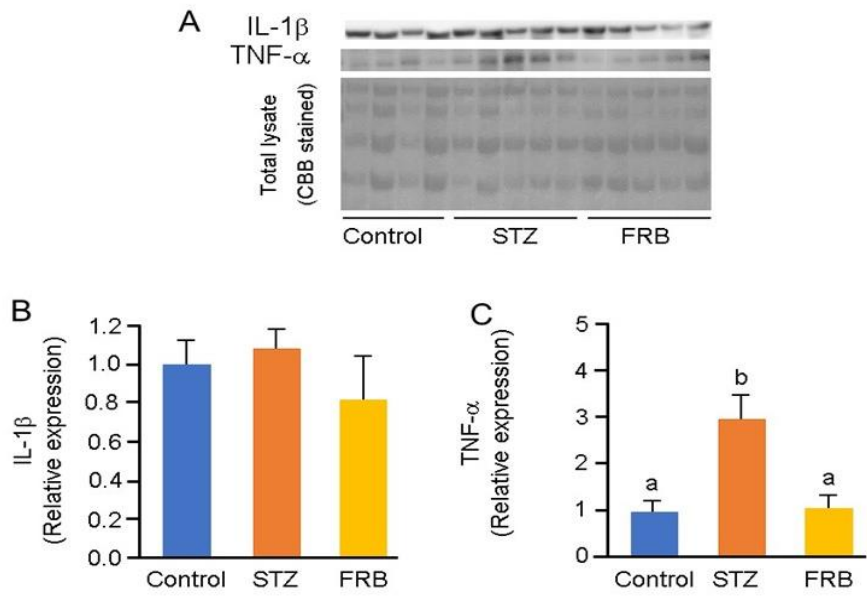 A
IL-1β
TNF-α
Total lysate
(CBB stained)
Control STZ FRB
B
IL-1β
(Relative expression)
1.2
1.0
0.8
0.6
0.4
0.2
0.0
Control STZ FRB
C
TNF-α
(Relative expression)
5
4
3
2
1
0
a
b
a
Control STZ FRB